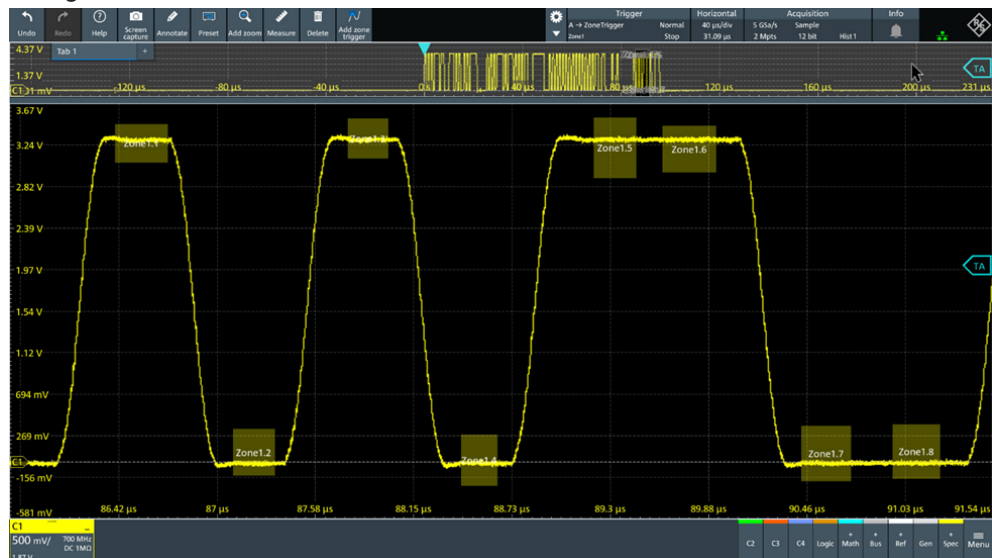 Trigger Horizontal Acquisition Info
A → ZoneTrigger Normal 40 µs/div 5 GSa/s Sample
Zone1 Stop 31.09 µs 2 Mpts 12 bit Hist1
Undo Redo Help Screen capture Annotate Preset Add zoom Measure Delete Add zone trigger
4.37 V Tab 1 +
1.37 V TA
C1 -120 µs -80 µs -40 µs 0 s 40 µs 80 120 µs 160 µs 200 µs 231 µs
3.67 V
3.24 V Zone1.1 Zone1.3 Zone1.5 Zone1.6
2.82 V
2.39 V
1.97 V TA
1.54 V
1.12 V
694 mV
269 mV
C1 Zone1.2 Zone1.4 Zone1.7 Zone1.8
-156 mV
-581 mV 86.42 µs 87 µs 87.58 µs 88.15 µs 88.73 µs 89.3 µs 89.88 µs 90.46 µs 91.03 µs 91.54 µs
C1
500 mV/ 700 MHz
DC 1MΩ
1.87 V
C2 C3 C4 Logic Math Bus Ref Gen Spec Menu